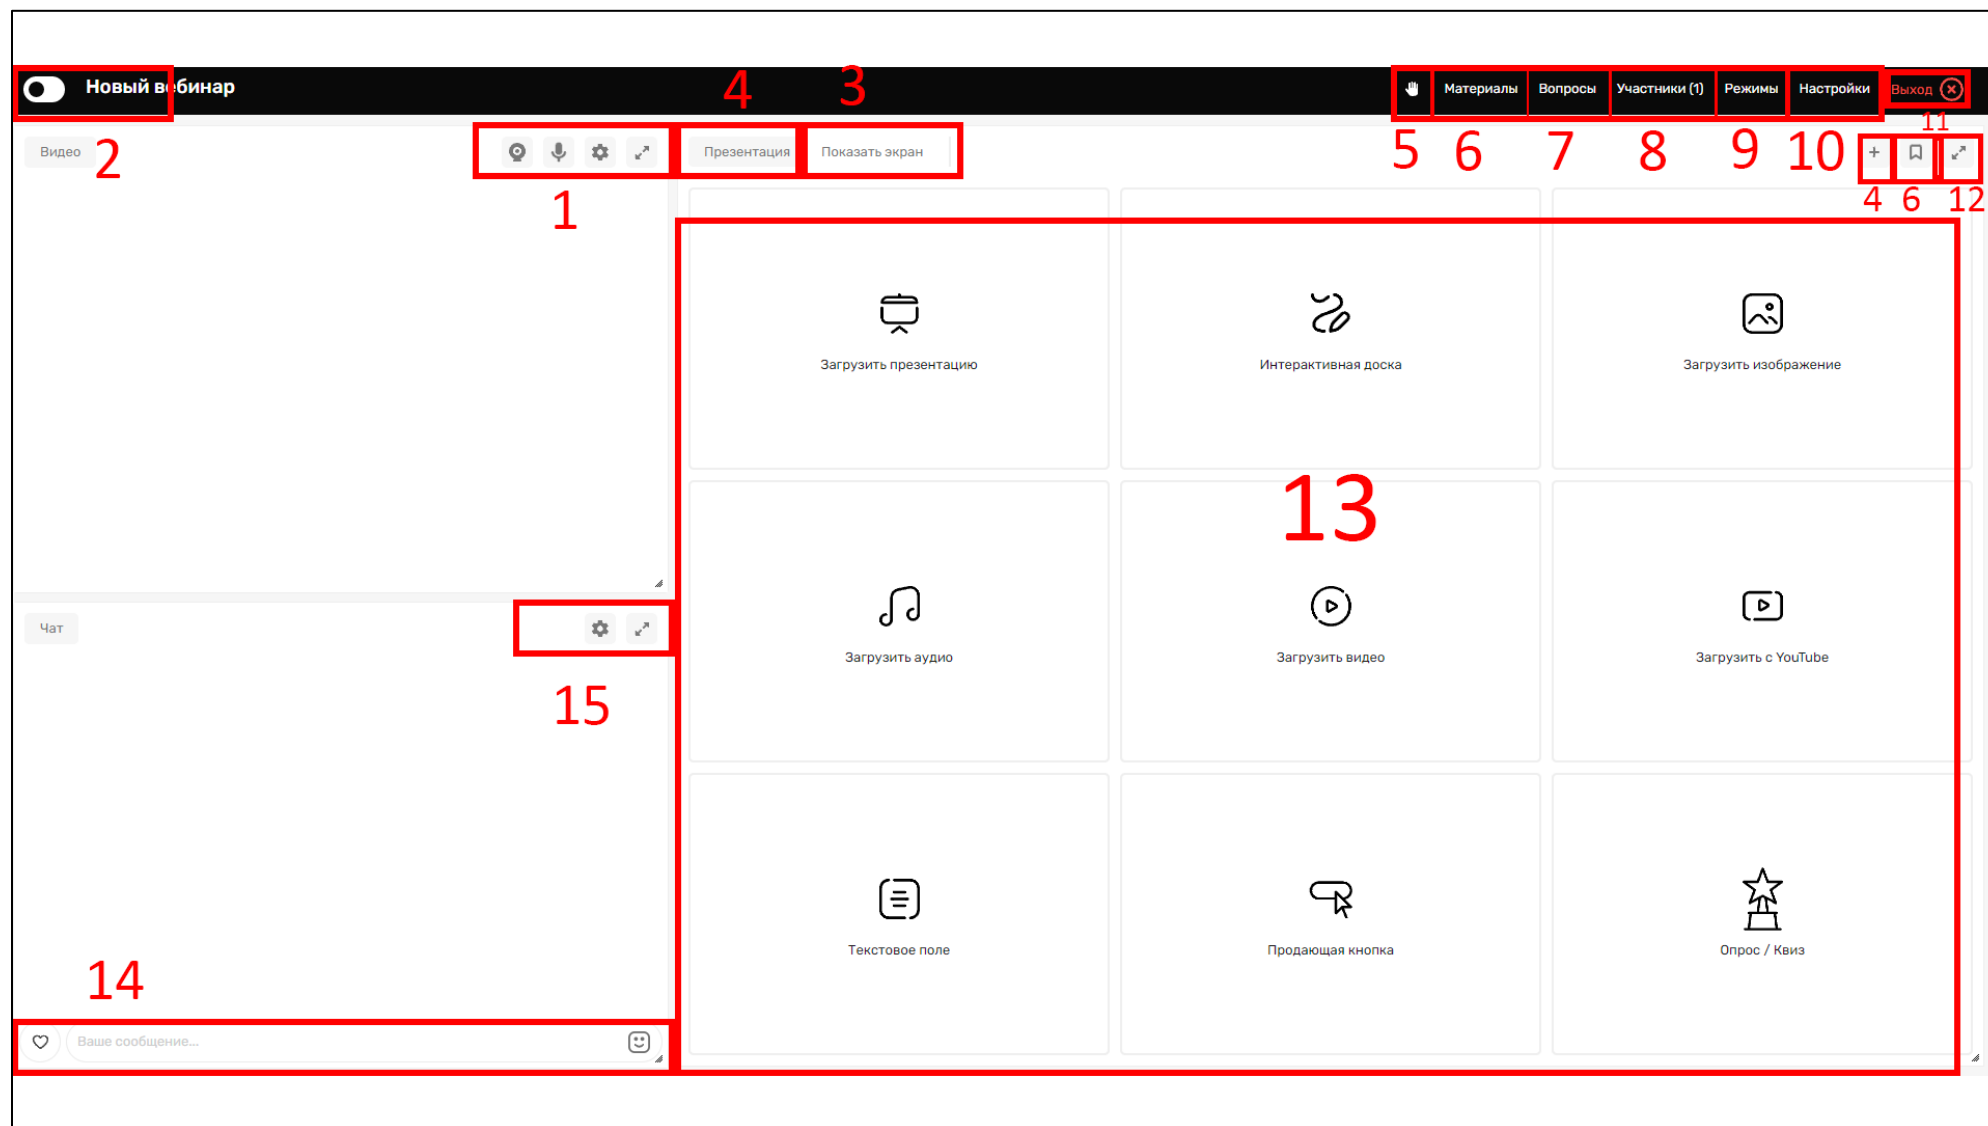 Новый вебинар
4
3
Материалы
Вопросы
Участники (1)
Режимы
Настройки
Выход
Видео
2
Презентация
Показать экран
5
6
7
8
9
10
11
1
4
6
12
Загрузить презентацию
Интерактивная доска
Загрузить изображение
13
Чат
Загрузить аудио
Загрузить видео
Загрузить с YouTube
15
Текстовое поле
Продающая кнопка
Опрос / Квиз
14
Ваше сообщение...